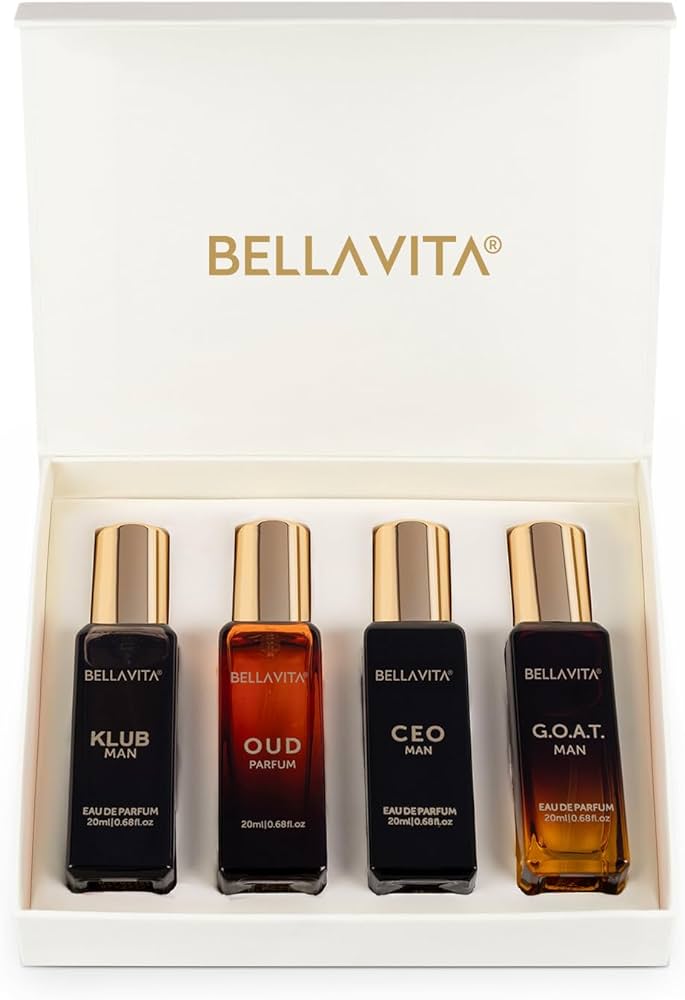 BELLAVITA®
BELLAVITA®
KLUB
MAN
EAU DE PARFUM
20ml|0.68fl.oz
BELLAVITA®
OUD
PARFUM
20ml|0.68fl.oz
BELLAVITA®
CEO
MAN
EAU DE PARFUM
20ml|0.68fl.oz
BELLAVITA®
G.O.A.T.
MAN
EAU DE PARFUM
20ml|0.68fl.oz